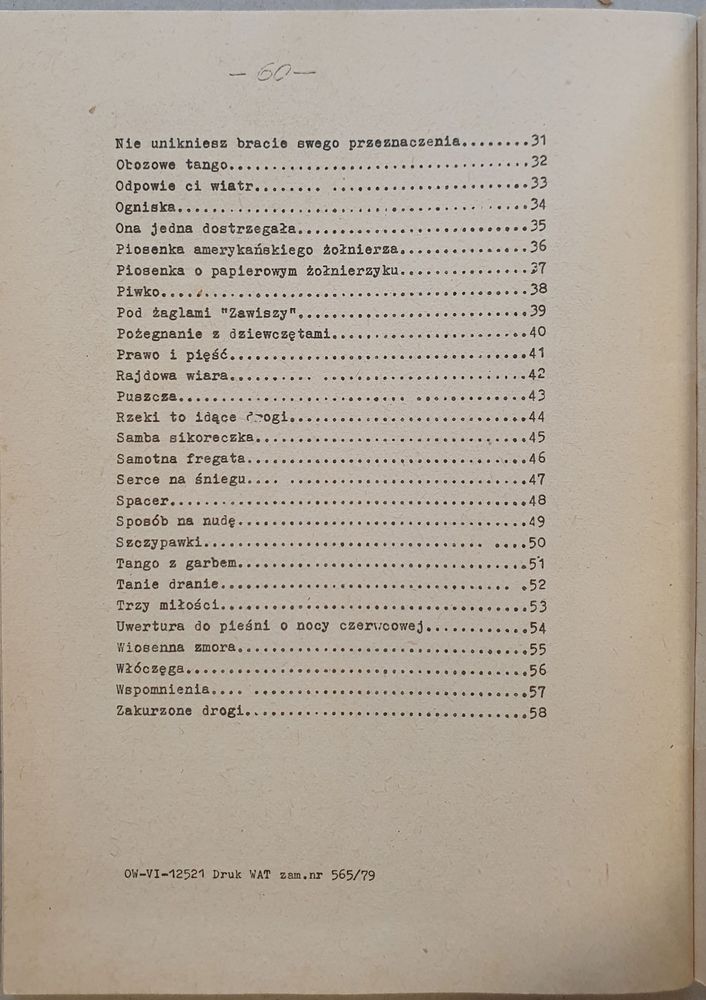 — 60 —
Nie unikniesz bracie swego przeznaczenia........31
Obozowe tango...................................32
Odpowie ci wiatr........ .......................33
Ogniska.........................................34
Ona jedna dostrzegała...........................35
Piosenka amerykańskiego żołnierza...............36
Piosenka o papierowym żołnierzyku...............37
Piwko...........................................38
Pod żaglami "Zawiszy"...........................39
Pożegnanie z dziewczętami.......................40
Prawo i pięść...................................41
Rajdowa wiara.......... ........................42
Puszcza........................... .............43
Rzeki to idące drogi............................44
Samba sikoreczka................................45
Samotna fregata.................................46
Serce na śniegu.... ............................47
Spacer..........................................48
Sposób na nudę..................................49
Szczypawki................................. ....50
Tango z garbem..................................51
Tanie dranie.................................. .52
Trzy miłości....................................53
Uwertura do pieśni o nocy czerwcowej............54
Wiosenna zmora..................................55
Włóczęga........................................56
Wspomnienia.... ................................57
Zakurzone drogi.................................58
OW-VI-12521 Druk WAT zam.nr 565/79